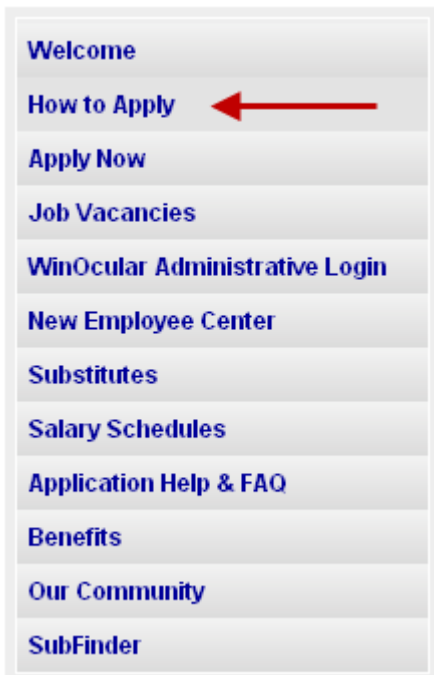 Welcome
How to Apply
Apply Now
Job Vacancies
WinOcular Administrative Login
New Employee Center
Substitutes
Salary Schedules
Application Help & FAQ
Benefits
Our Community
SubFinder